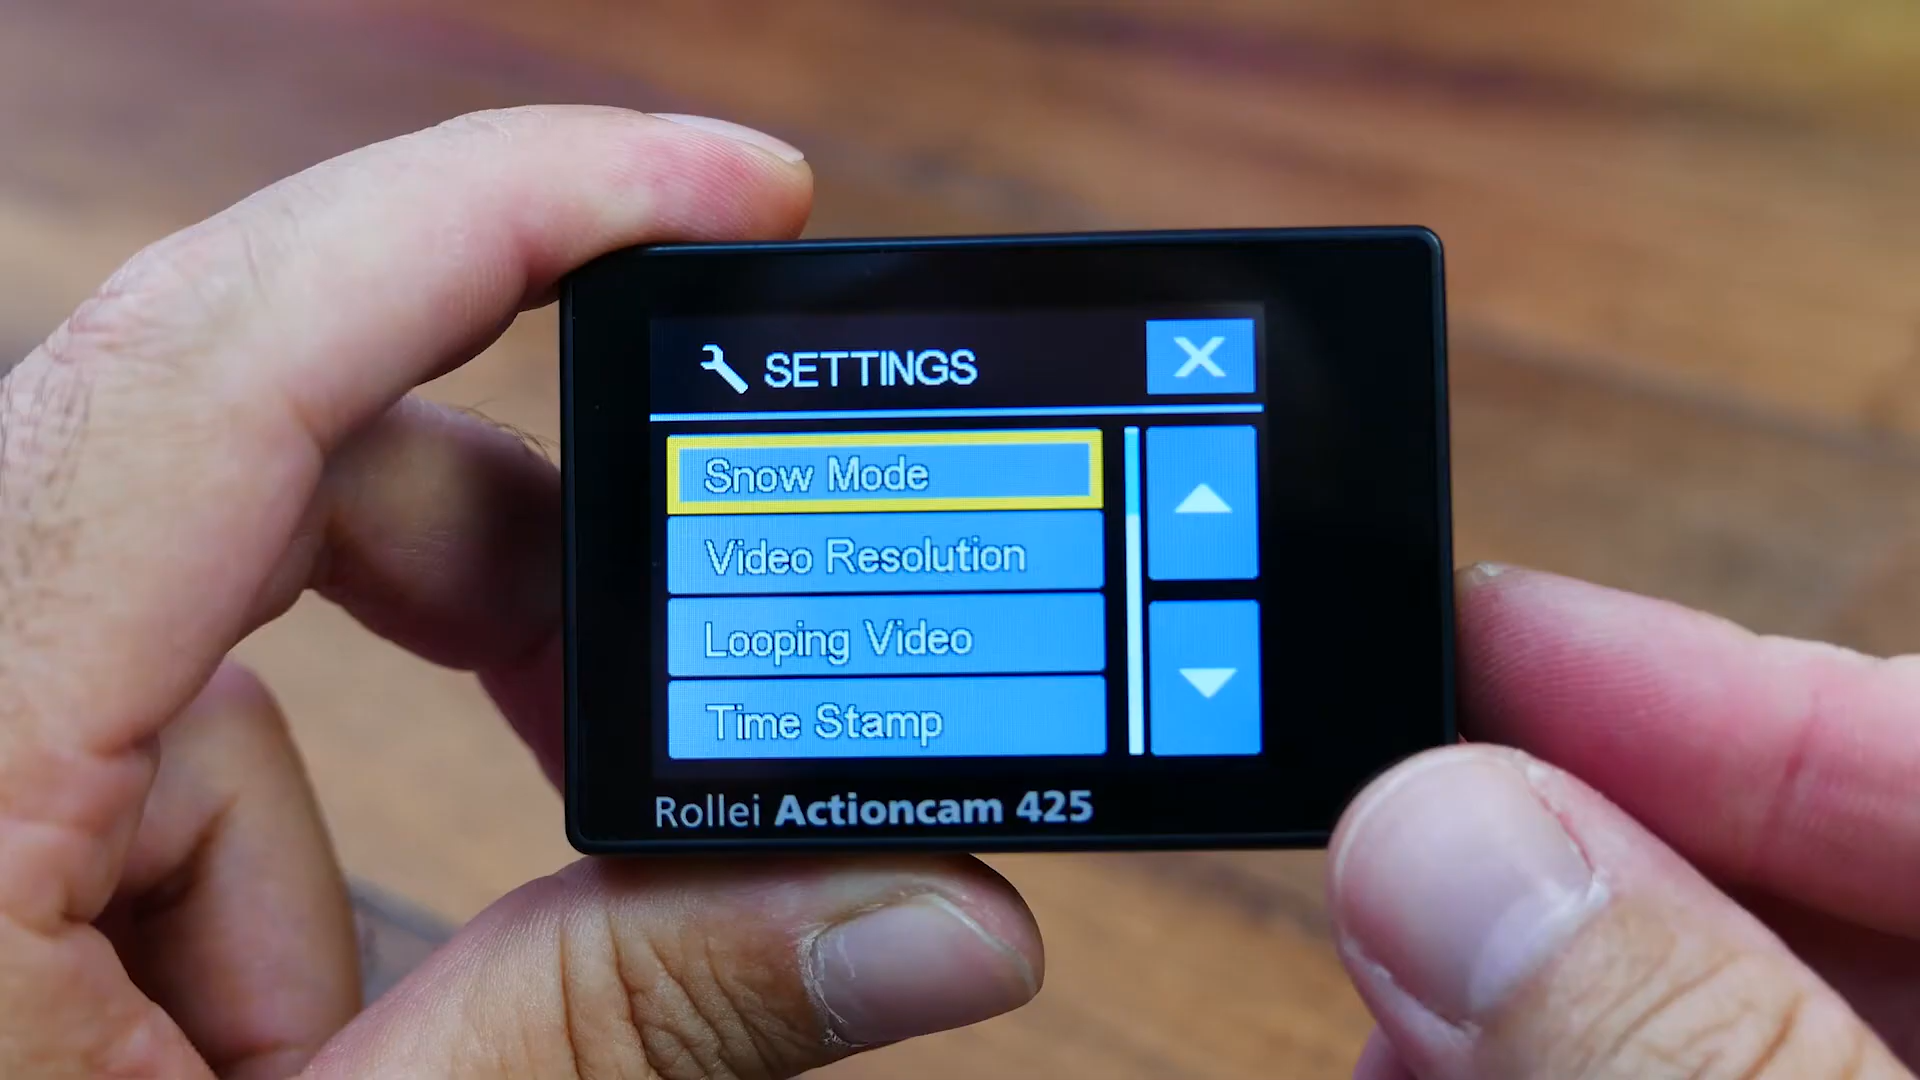 SETTINGS
Snow Mode
Video Resolution
Looping Video
Time Stamp
Rollei Actioncam 425